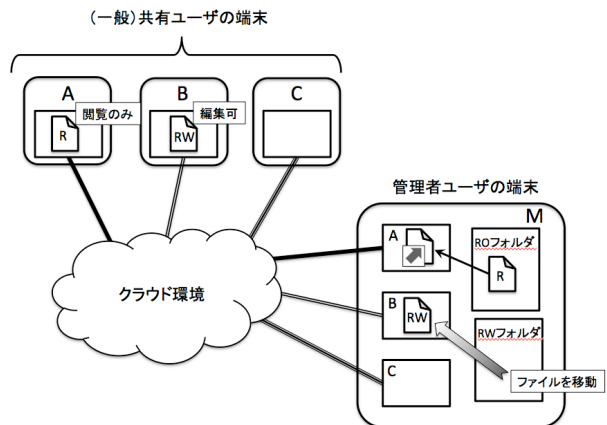 （一般）共有ユーザの端末
A
閲覧のみ
R
B
編集可
RW
C
管理者ユーザの端末
M
A
ROフォルダ
R
クラウド環境
B
RW
RWフォルダ
C
ファイルを移動